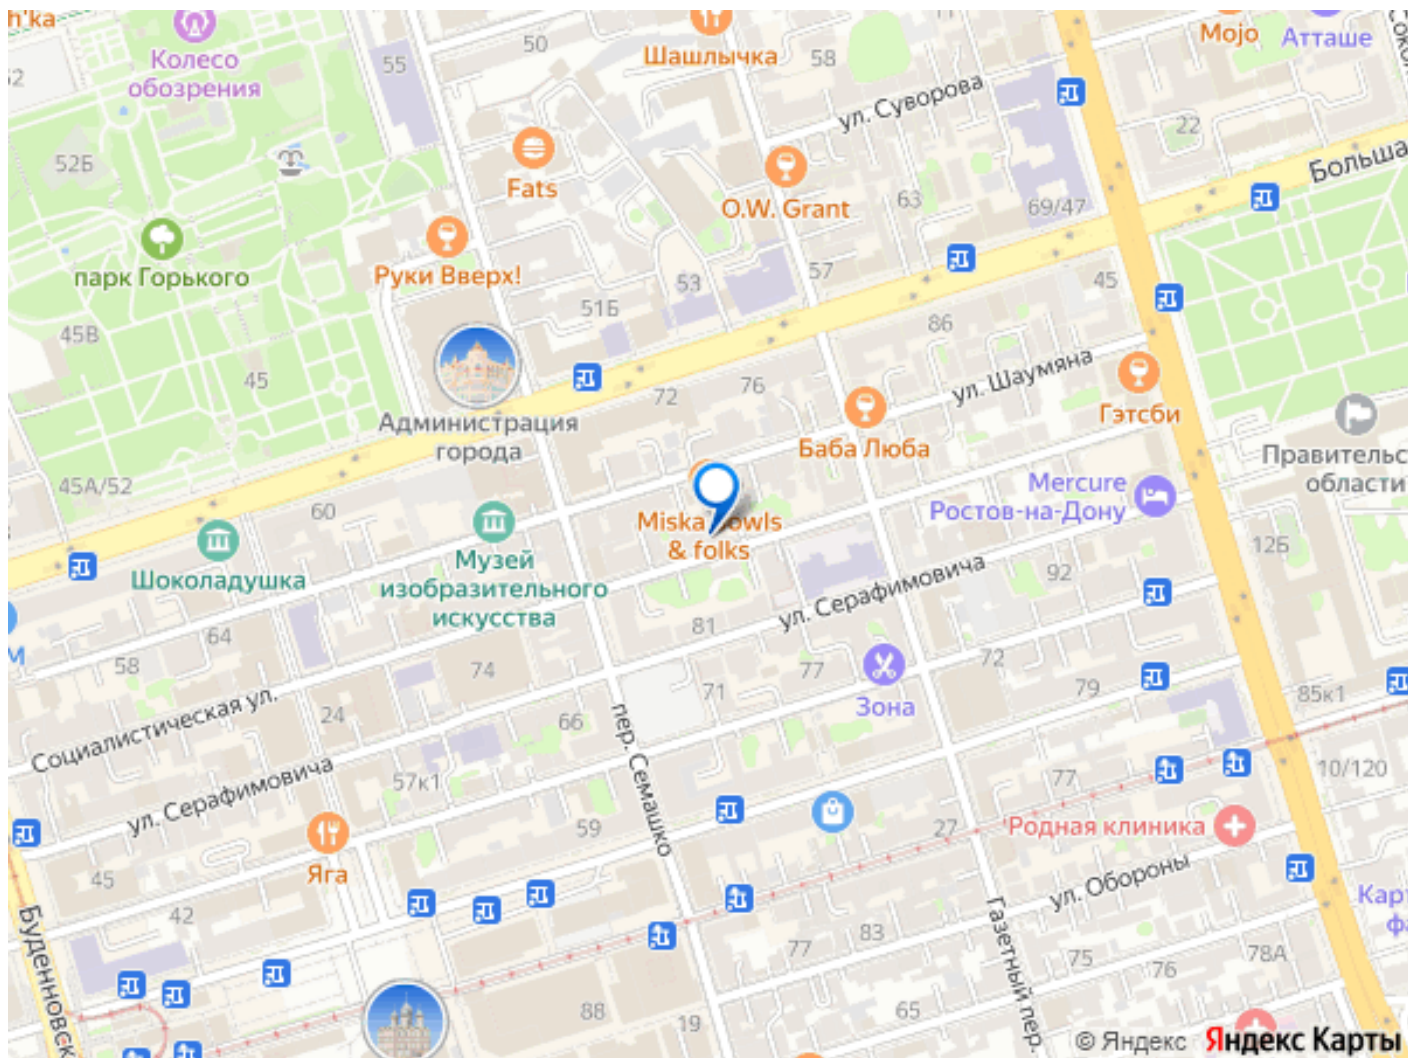 h'ka
Колесо
обозрения
55
50
Шашлычка
58
Mojo
Атташе
52
ул. Суворова
22
52Б
Fats
Больша
O.W. Grant
63
69/47
парк Горького
Руки Вверх!
57
53
45
51Б
45В
86
45
Администрация
города
72
76
ул. Шаумяна
Баба Люба
Гэтсби
Правительс
области
45А/52
60
Mercure
Ростов-на-Дону
Miska
& folks
Шоколадушка
Музей
изобразительного
искусства
12Б
92
ул. Серафимовича
М
64
58
81
74
77
72
71
Зона
79
85к1
Социалистическая ул.
24
66
пер. Семашко
57к1
ул. Серафимовича
77
10/120
59
27
Родная клиника
Яга
45
42
ул. Обороны
Буденновск
Газетный пер.
Карт
фа
83
77
75
76
78А
88
19
65
© Яндекс Яндекс Карты